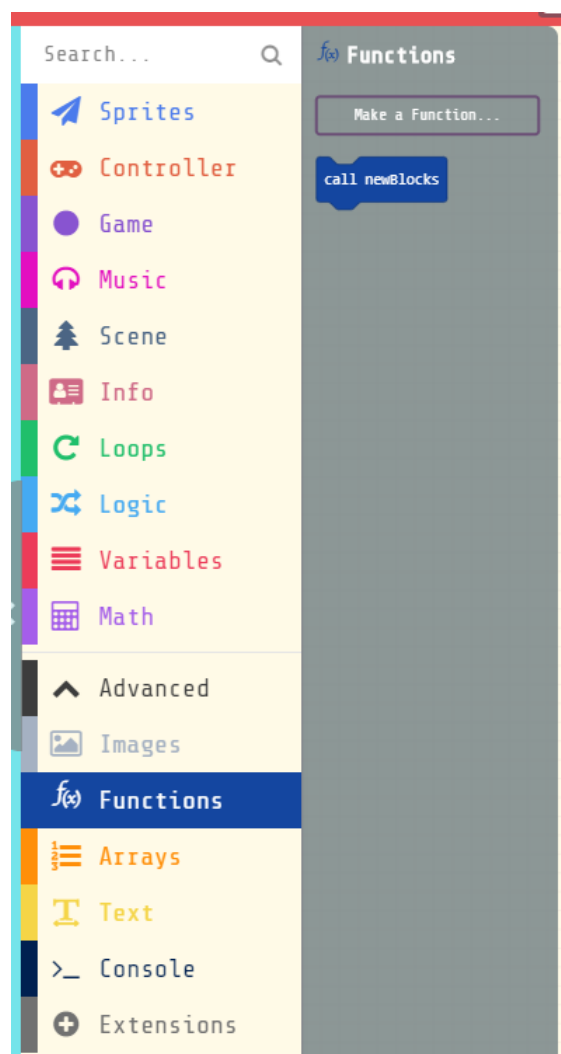 Search...
Sprites
Controller
Game
Music
Scene
Info
Loops
Logic
Variables
Math
Advanced
Images
f(x) Functions
Arrays
Text
Console
Extensions
f(x) Functions
Make a Function...
call newBlocks